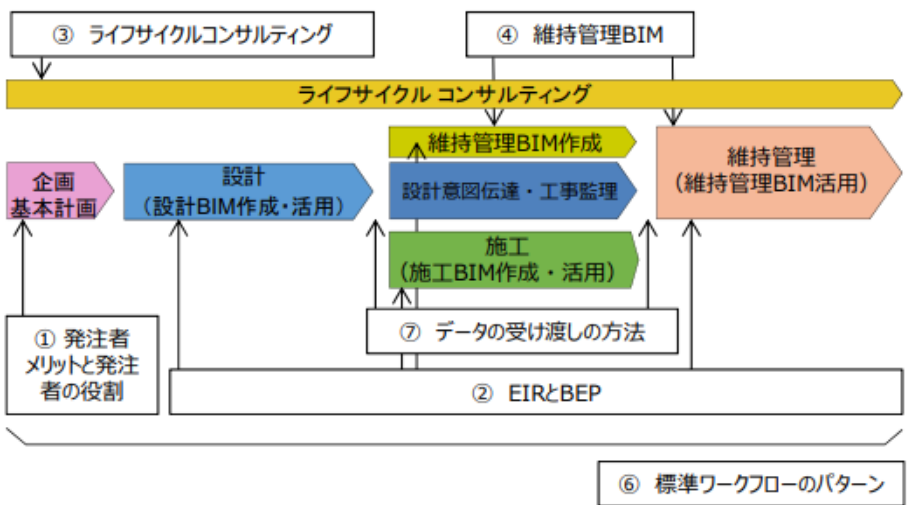 ③ ライフサイクルコンサルティング
④ 維持管理BIM
ライフサイクル コンサルティング
維持管理BIM作成
企画
基本計画
設計
（設計BIM作成・活用）
設計意図伝達・工事監理
維持管理
（維持管理BIM活用）
施工
（施工BIM作成・活用）
① 発注者
メリットと発注
者の役割
⑦ データの受け渡しの方法
② EIRとBEP
⑥ 標準ワークフローのパターン